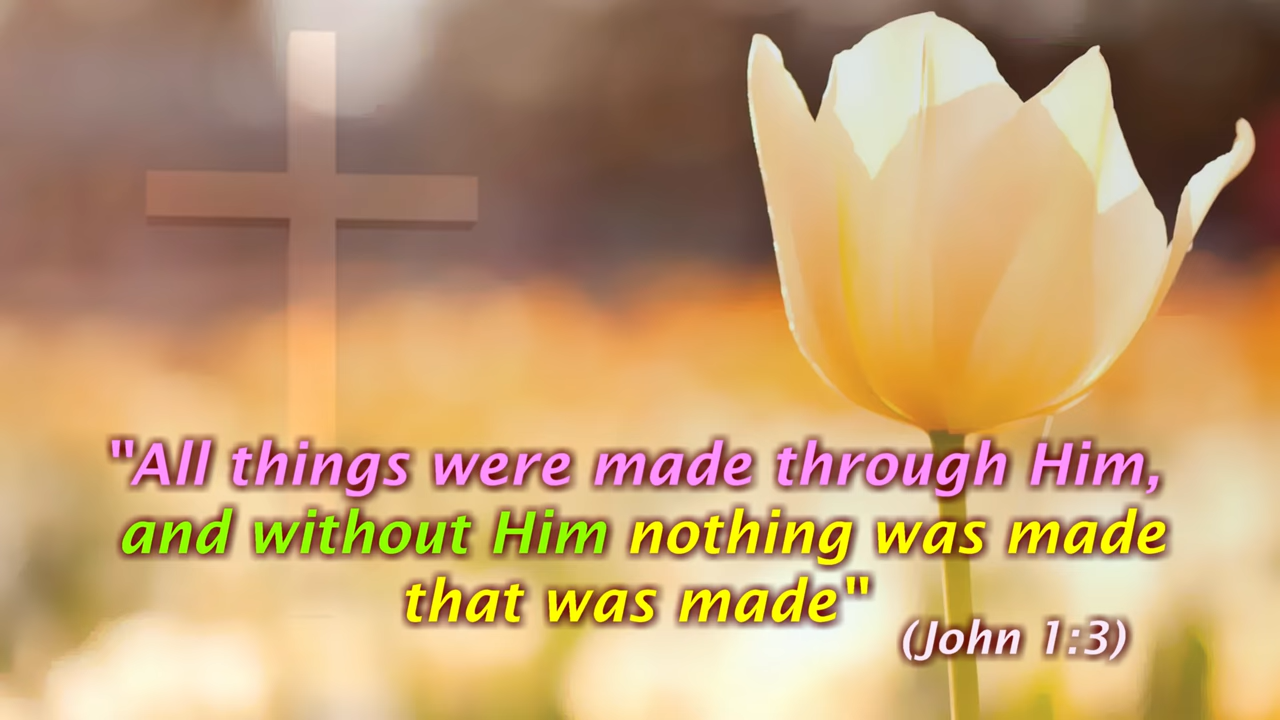 "All things were made through Him,
and without Him nothing was made
that was made"
(John 1:3)